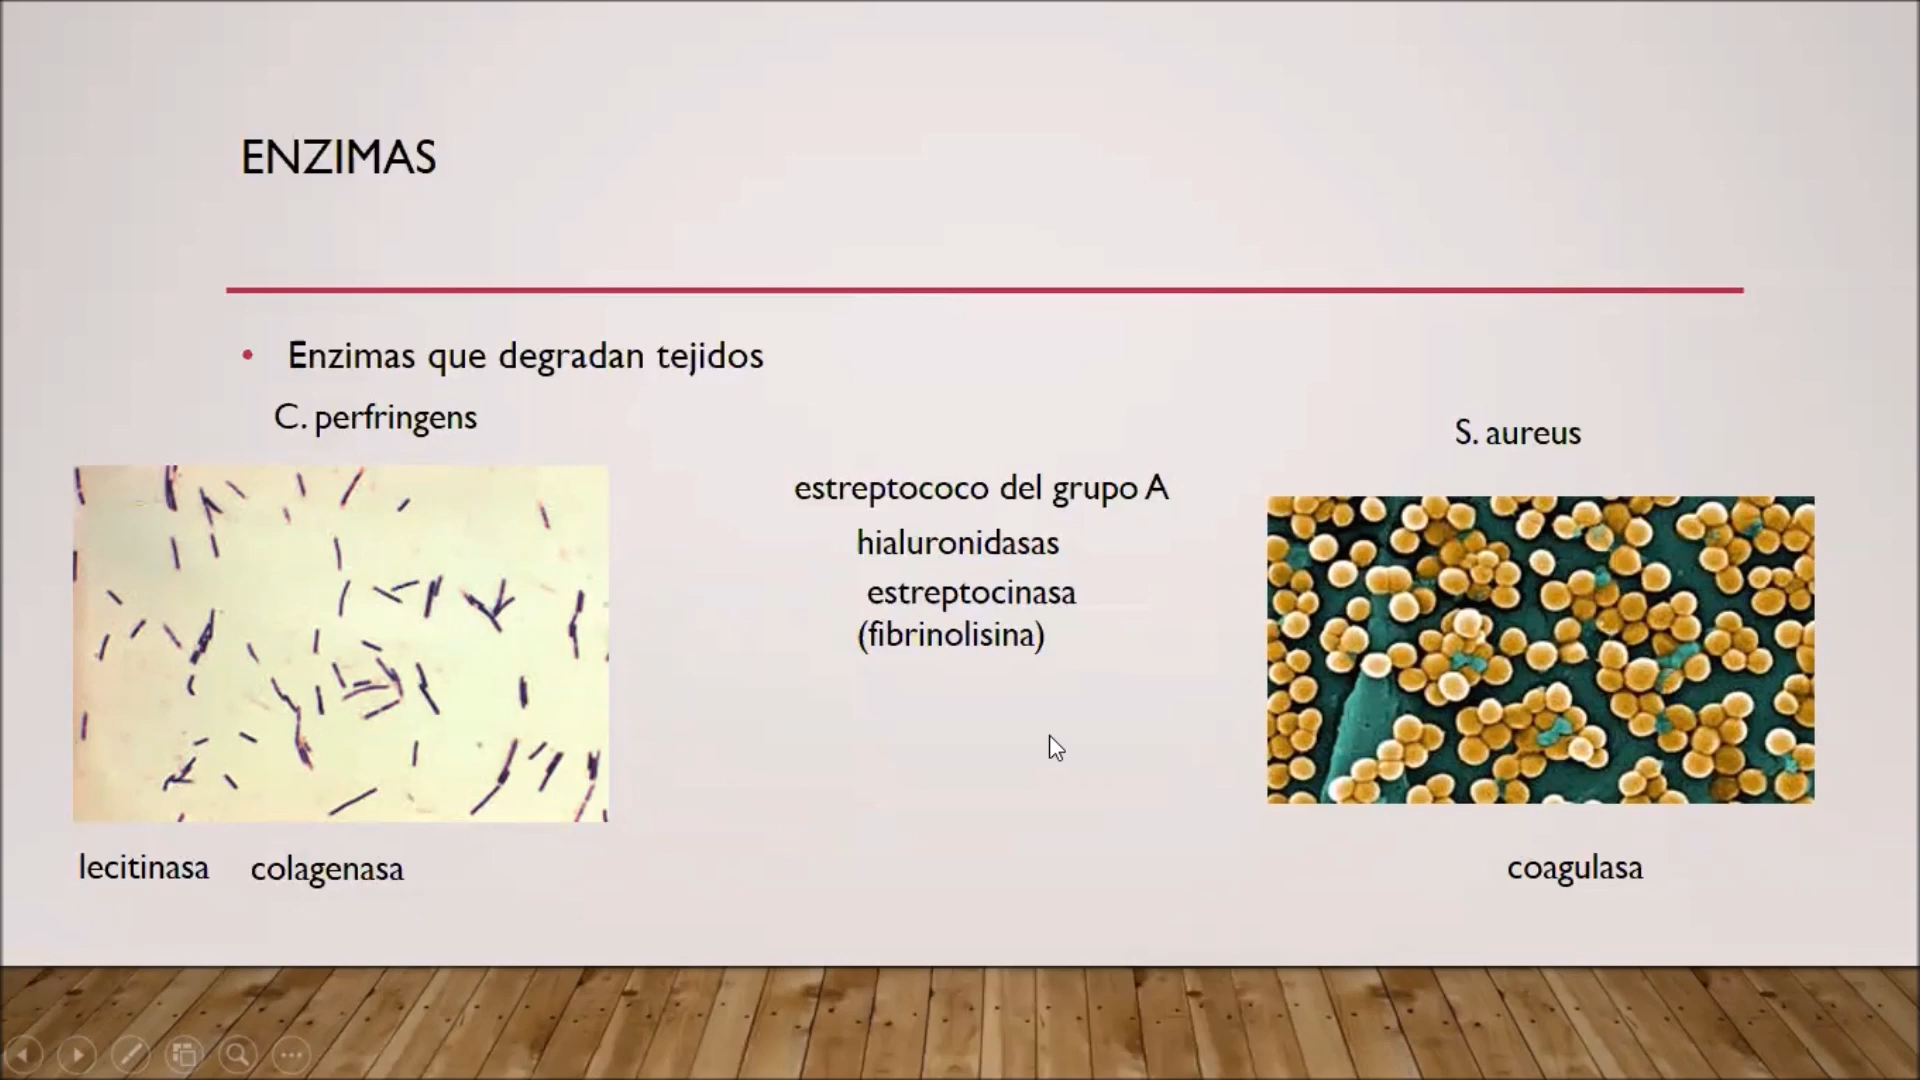 ENZIMAS
• Enzimas que degradan tejidos
C. perfringens
lecitinasa colagenasa
estreptococo del grupo A
hialuronidasas
estreptocinasa
(fibrinolisina)
S. aureus
coagulasa